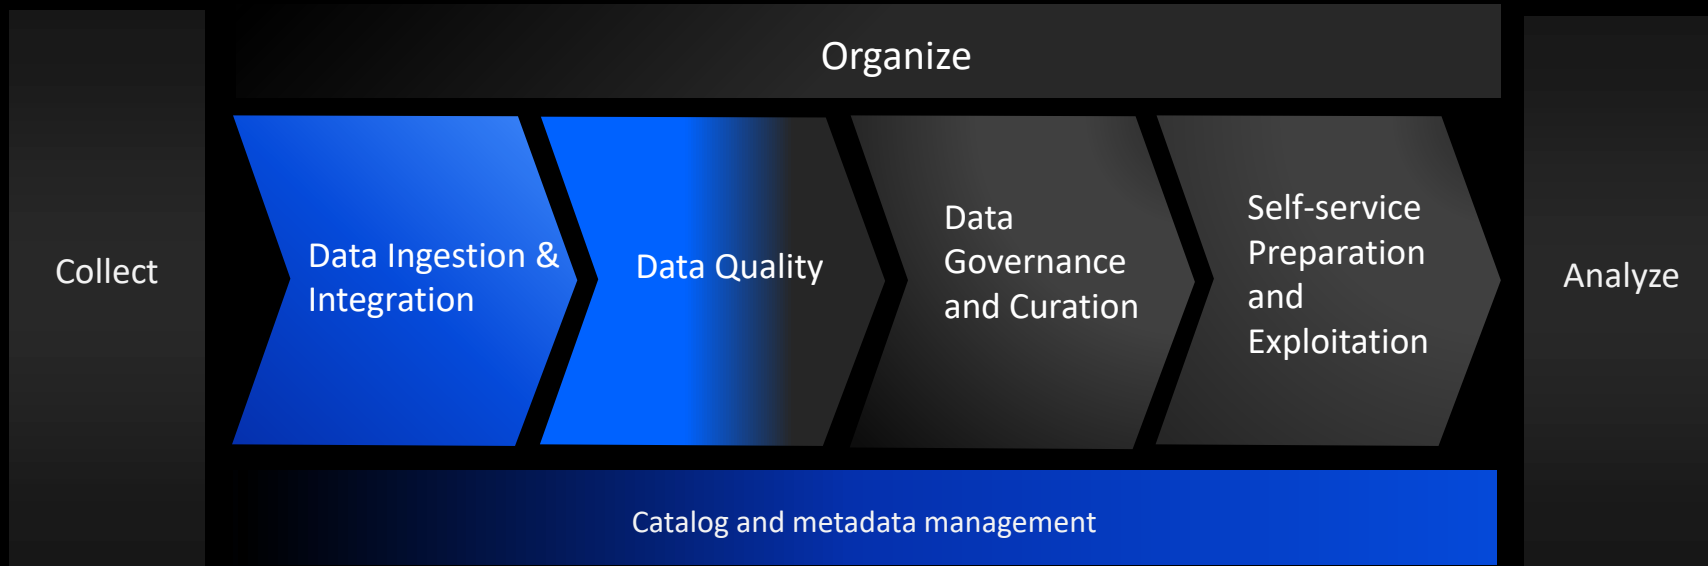 Organize
Collect
Data Ingestion &
Integration
Data Quality
Data
Governance
and Curation
Self-service
Preparation
and
Exploitation
Analyze
Catalog and metadata management